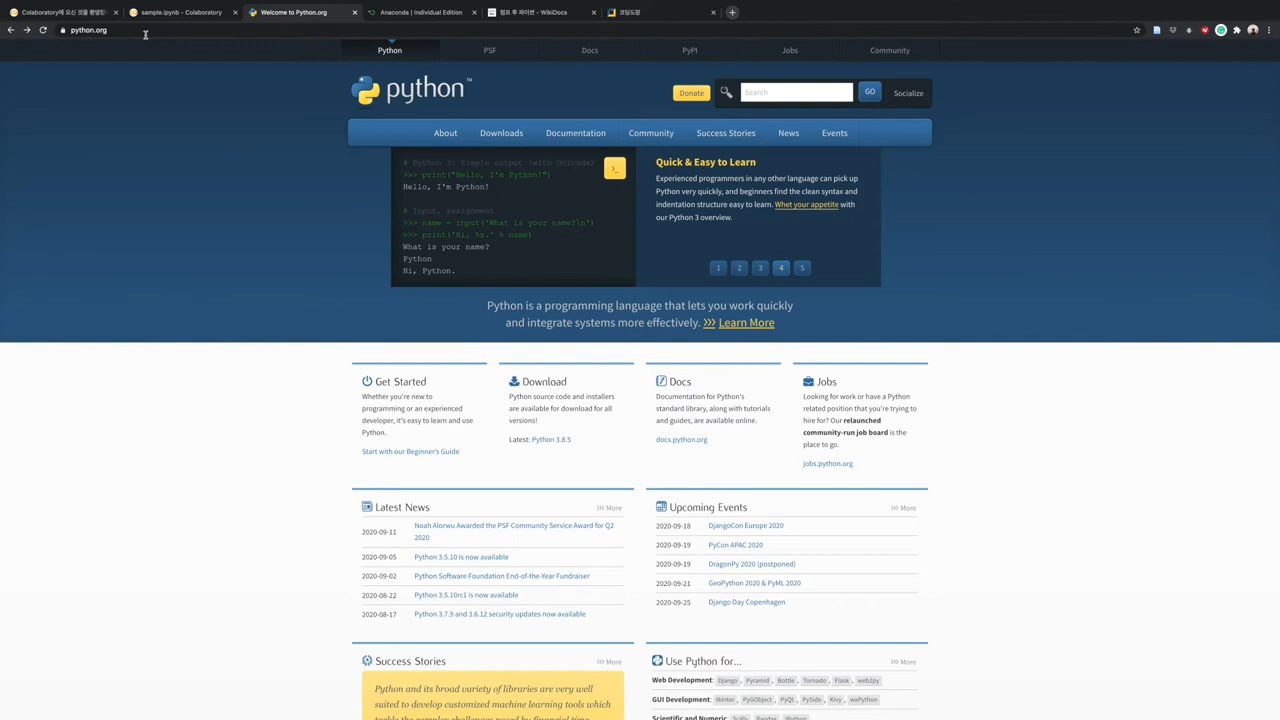 Colaboratory에 오신 것을 환영합
sample.ipynb - Colaboratory
Welcome to Python.org
Anaconda | Individual Edition
점프 투 파이썬 - WikiDocs
코딩도장
python.org
Python PSF Docs PyPI Jobs Community
python™
Donate Search GO Socialize
About Downloads Documentation Community Success Stories News Events
# Python 3: Simple output (with Unicode)
>>> print("Hello, I'm Python!")
Hello, I'm Python!
# Input, assignment
>>> name = input('What is your name?\n')
>>> print('Hi, %s.' % name)
What is your name?
Python
Hi, Python.
>_
Quick & Easy to Learn
Experienced programmers in any other language can pick up
Python very quickly, and beginners find the clean syntax and
indentation structure easy to learn. Whet your appetite with
our Python 3 overview.
1 2 3 4 5
Python is a programming language that lets you work quickly
and integrate systems more effectively. >>> Learn More
Get Started
Whether you're new to
programming or an experienced
developer, it's easy to learn and use
Python.
Start with our Beginner's Guide
Download
Python source code and installers
are available for download for all
versions!
Latest: Python 3.8.5
Docs
Documentation for Python's
standard library, along with tutorials
and guides, are available online.
docs.python.org
Jobs
Looking for work or have a Python
related position that you're trying to
hire for? Our relaunched
community-run job board is the
place to go.
jobs.python.org
Latest News
>>> More
2020-09-11 Noah Alorwu Awarded the PSF Community Service Award for Q2
2020
2020-09-05 Python 3.5.10 is now available
2020-09-02 Python Software Foundation End-of-the-Year Fundraiser
2020-08-22 Python 3.5.10rc1 is now available
2020-08-17 Python 3.7.9 and 3.6.12 security updates now available
Upcoming Events
>>> More
2020-09-18 DjangoCon Europe 2020
2020-09-19 PyCon APAC 2020
2020-09-19 DragonPy 2020 (postponed)
2020-09-21 GeoPython 2020 & PyML 2020
2020-09-25 Django Day Copenhagen
Success Stories
>>> More
Python and its broad variety of libraries are very well
suited to develop customized machine learning tools which
tackle the complex challenges posed by financial time
Use Python for...
>>> More
Web Development: Django, Pyramid, Bottle, Tornado, Flask, web2py
GUI Development: tkInter, PyGObject, PyQt, PySide, Kivy, wxPython
Scientific and Numeric: SciPy, Pandas, IPython